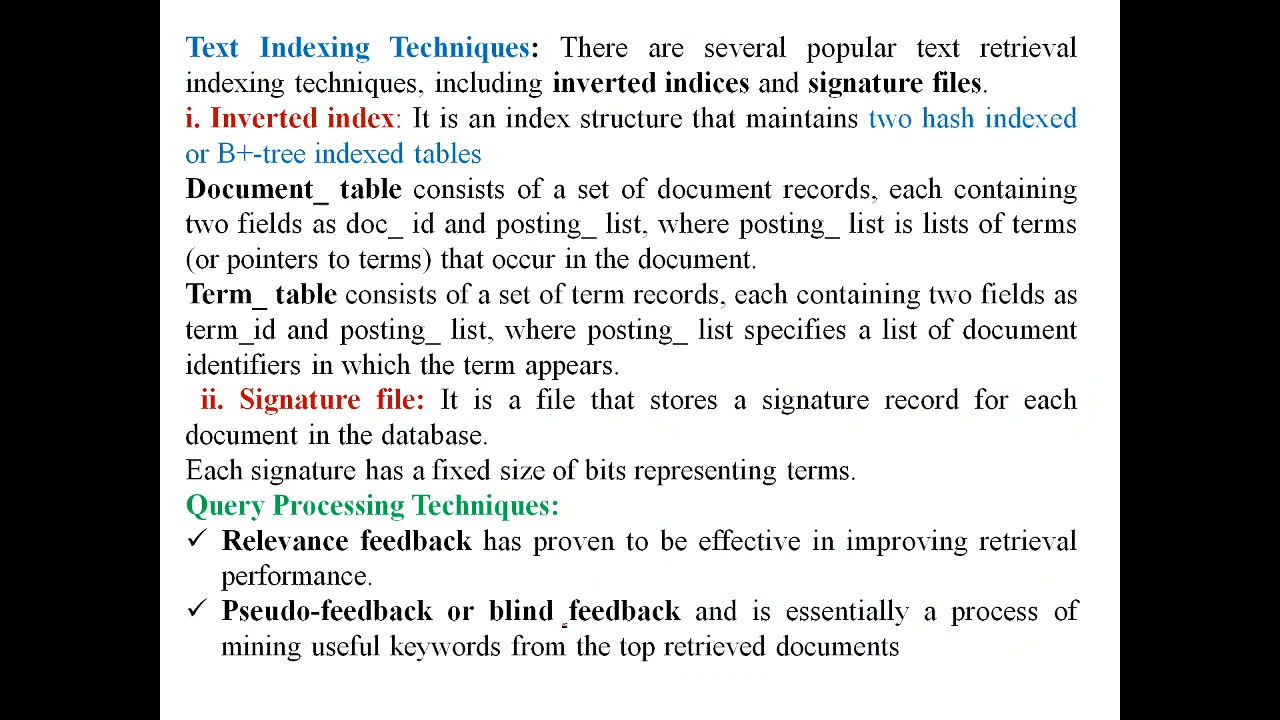 Text Indexing Techniques: There are several popular text retrieval
indexing techniques, including inverted indices and signature files.
i. Inverted index: It is an index structure that maintains two hash indexed
or B+-tree indexed tables
Document_ table consists of a set of document records, each containing
two fields as doc_ id and posting_ list, where posting_ list is lists of terms
(or pointers to terms) that occur in the document.
Term_ table consists of a set of term records, each containing two fields as
term_id and posting_ list, where posting_ list specifies a list of document
identifiers in which the term appears.
ii. Signature file: It is a file that stores a signature record for each
document in the database.
Each signature has a fixed size of bits representing terms.
Query Processing Techniques:
✓ Relevance feedback has proven to be effective in improving retrieval
performance.
✓ Pseudo-feedback or blind feedback and is essentially a process of
mining useful keywords from the top retrieved documents